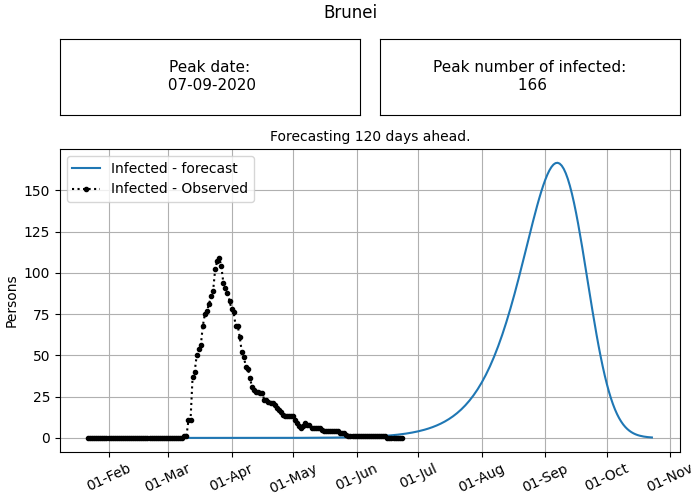 Brunei
Peak date:
07-09-2020
Peak number of infected:
166
Forecasting 120 days ahead.
Infected - forecast
Infected - Observed
Persons
150
125
100
75
50
25
0
01-Feb
01-Mar
01-Apr
01-May
01-Jun
01-Jul
01-Aug
01-Sep
01-Oct
01-Nov